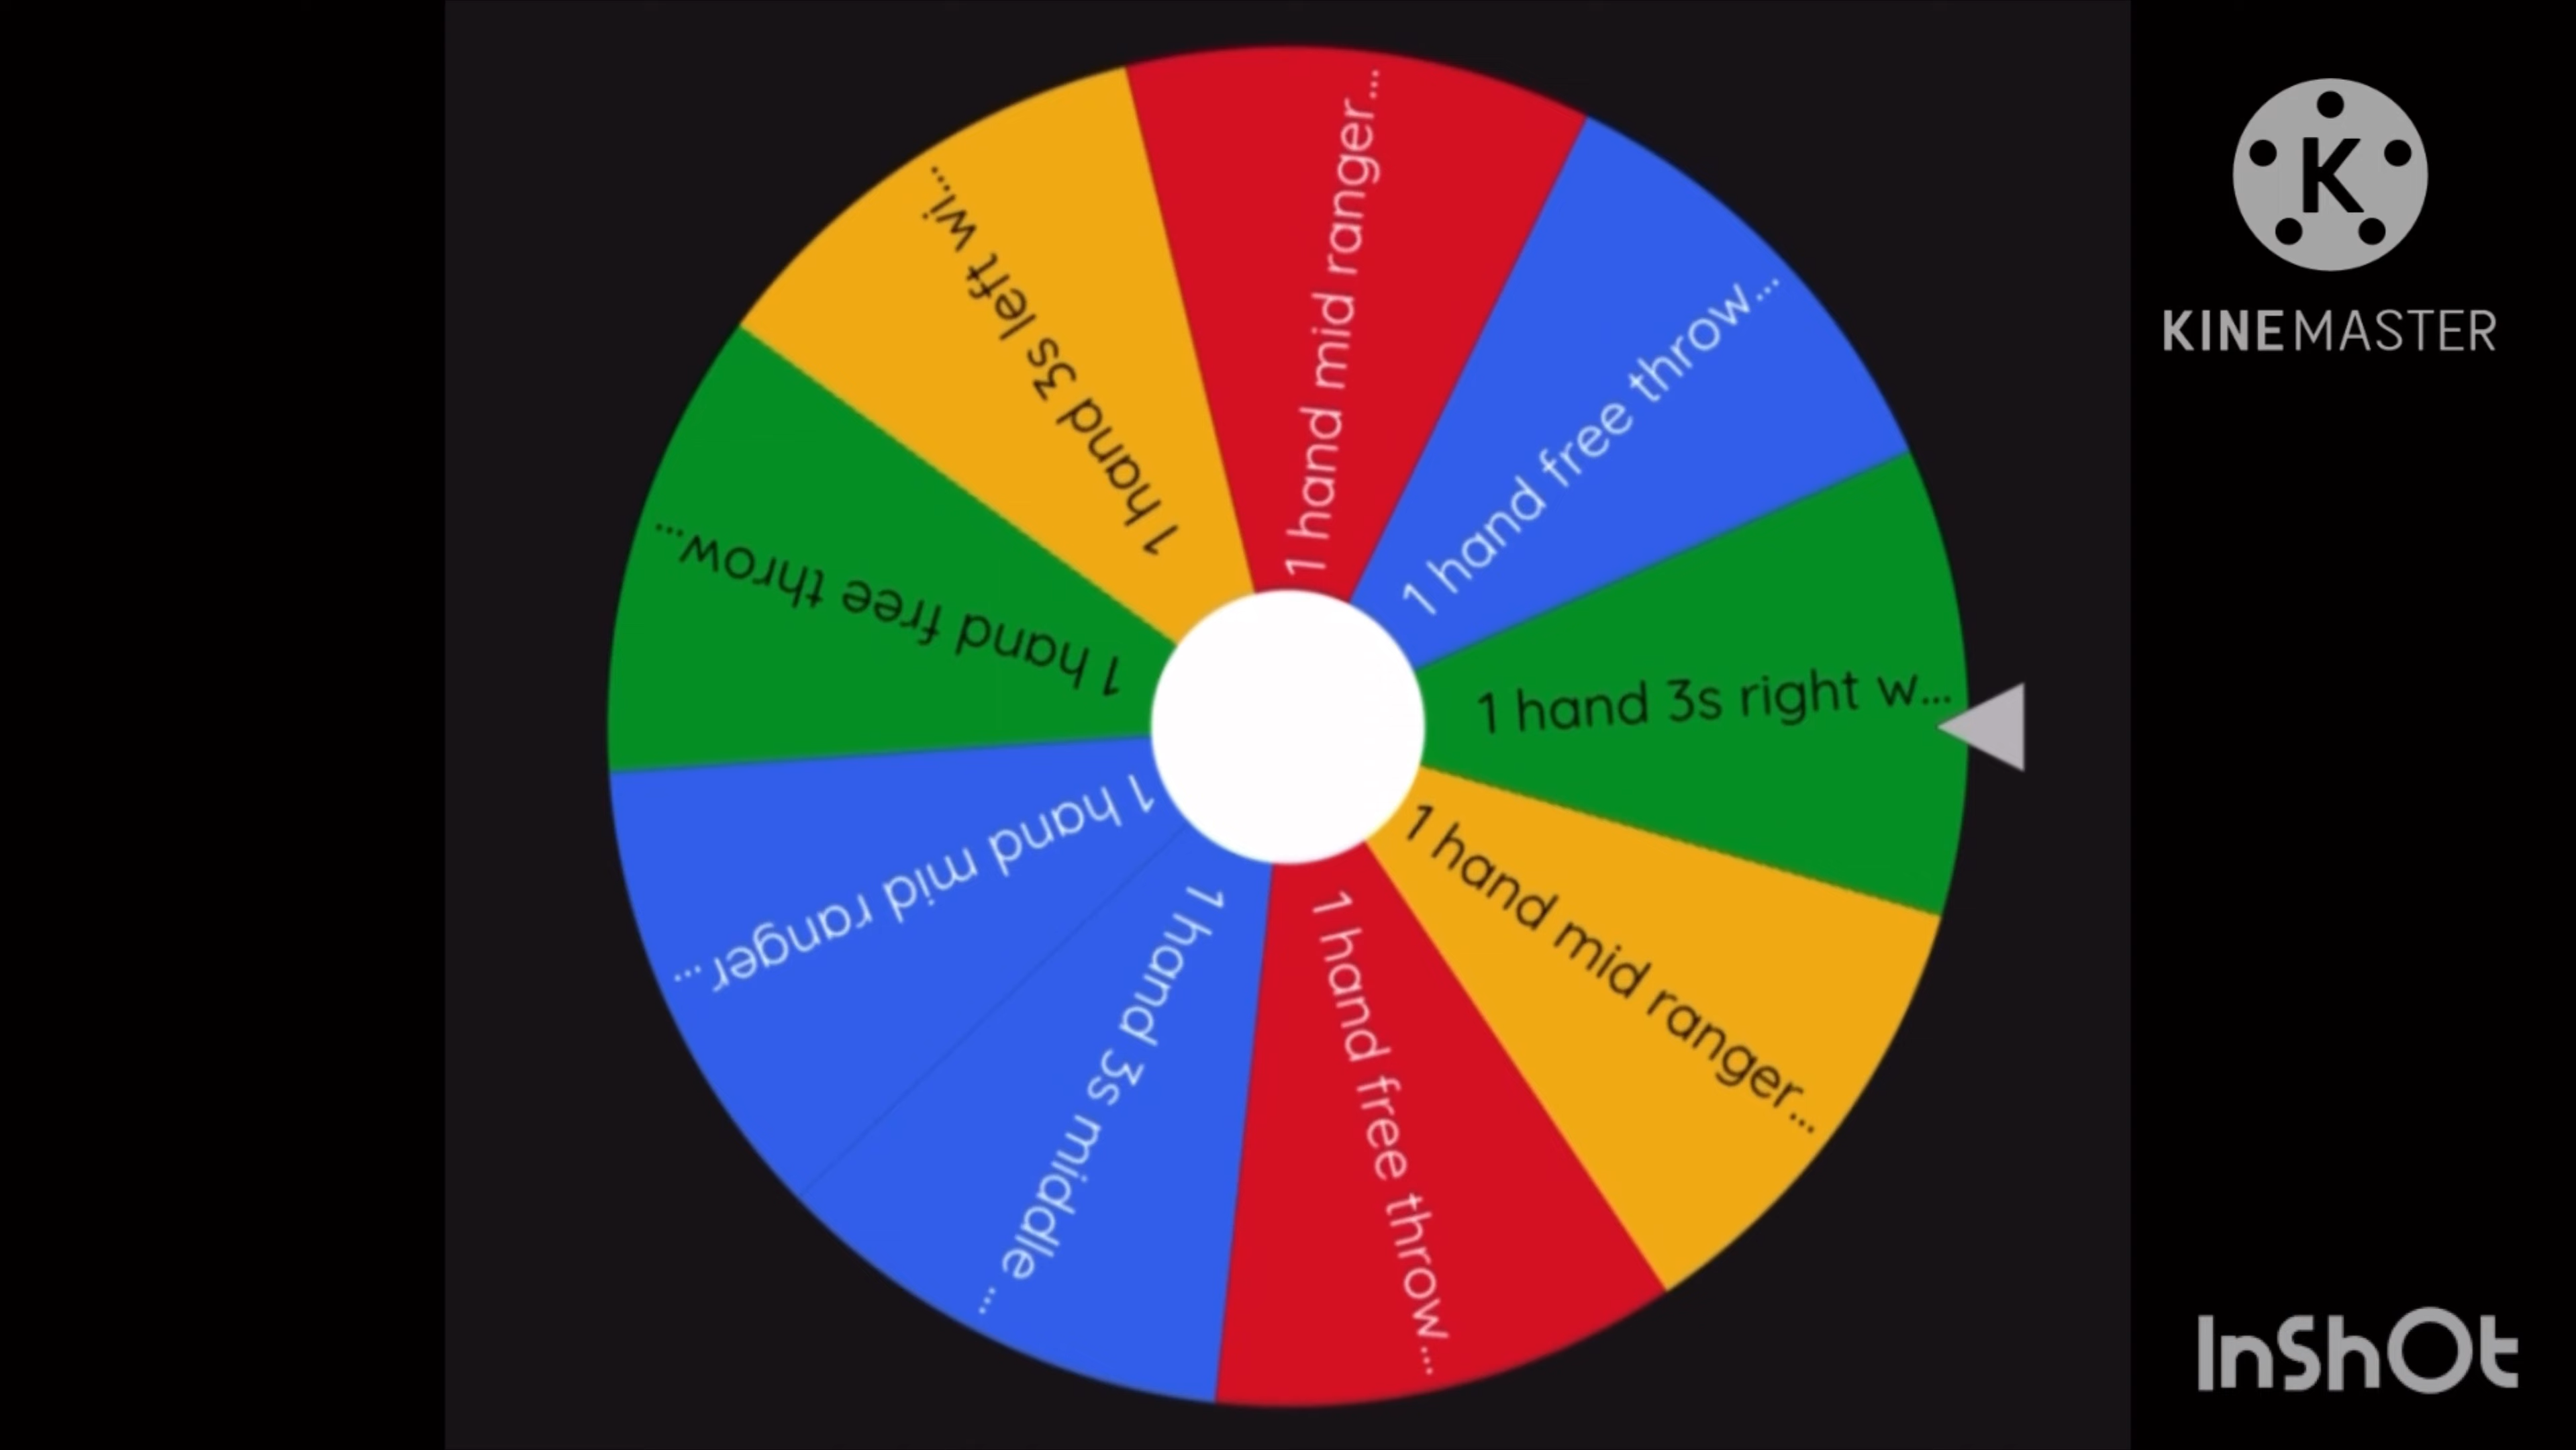 1 hand mid ranger...
1 hand free throw...
1 hand 3s right w...
1 hand mid ranger...
1 hand free throw...
1 hand 3s middle ...
1 hand mid ranger...
1 hand free throw...
1 hand 3s left wi...
K
KINEMASTER
InShOt